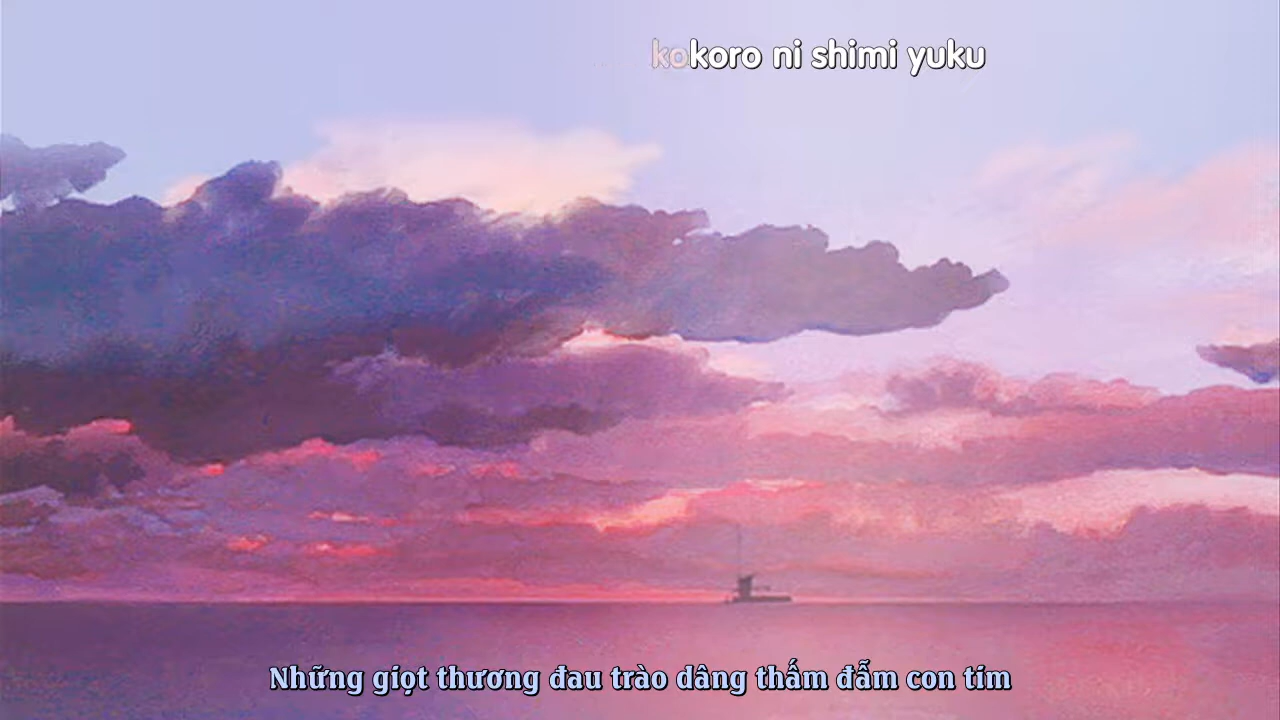 kokoro ni shimi yuku
Những giọt thương đau trào dâng thấm đẫm con tim